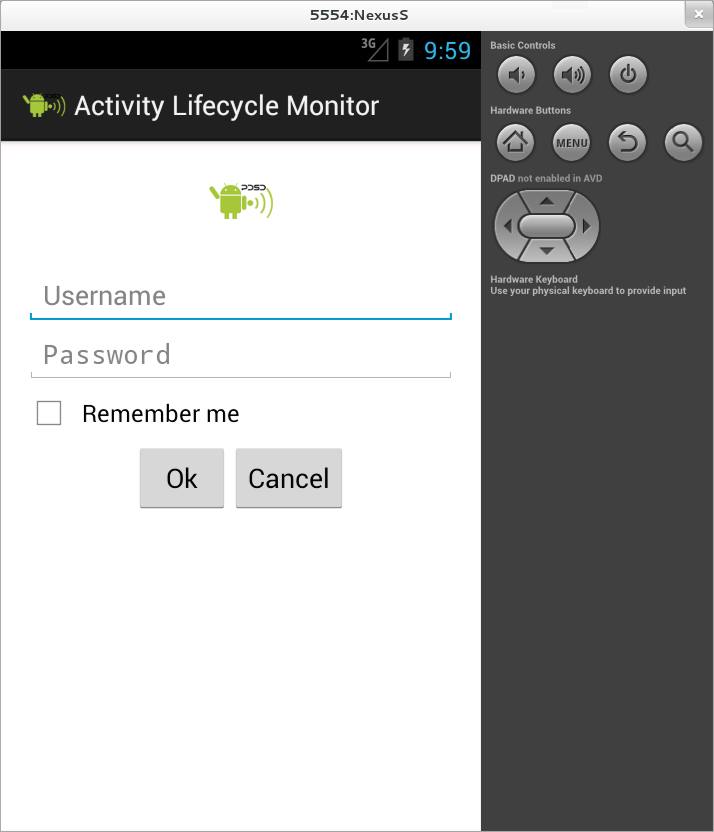 5554:NexusS
3G 9:59
Activity Lifecycle Monitor
PDSD
Username
Password
Remember me
Ok Cancel
Basic Controls
Hardware Buttons
MENU
DPAD not enabled in AVD
Hardware Keyboard
Use your physical keyboard to provide input